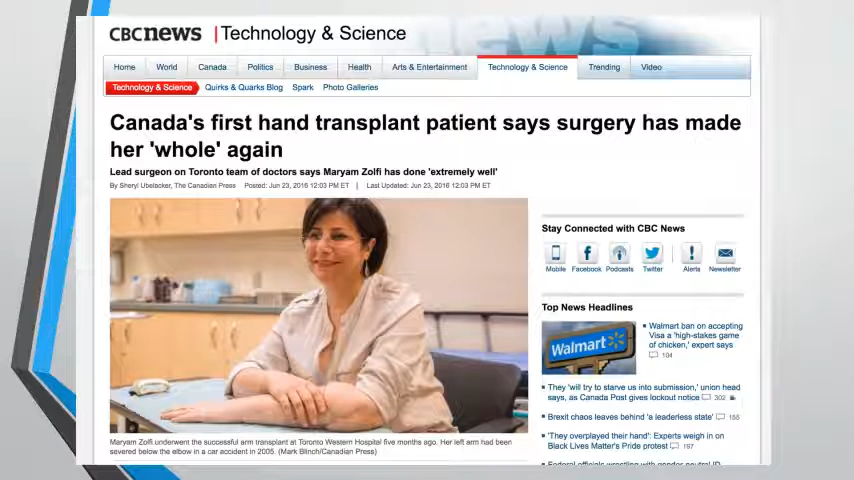 CBCnews | Technology & Science
Home World Canada Politics Business Health Arts & Entertainment Technology & Science Trending Video
Technology & Science Quirks & Quarks Blog Spark Photo Galleries
Canada's first hand transplant patient says surgery has made
her 'whole' again
Lead surgeon on Toronto team of doctors says Maryam Zolfi has done 'extremely well'
By Sheryl Ubelacker, The Canadian Press Posted: Jun 23, 2016 12:03 PM ET | Last Updated: Jun 23, 2016 12:03 PM ET
Maryam Zolfi underwent the successful arm transplant at Toronto Western Hospital five months ago. Her left arm had been
severed below the elbow in a car accident in 2005. (Mark Blinch/Canadian Press)
Stay Connected with CBC News
Mobile Facebook Podcasts Twitter Alerts Newsletter
Top News Headlines
Walmart
Walmart ban on accepting
Visa a 'high-stakes game
of chicken,' expert says
104
They 'will try to starve us into submission,' union head
says, as Canada Post gives lockout notice 302
Brexit chaos leaves behind 'a leaderless state' 155
'They overplayed their hand': Experts weigh in on
Black Lives Matter's Pride protest 197
Federal officials wrestling with gender-neutral ID